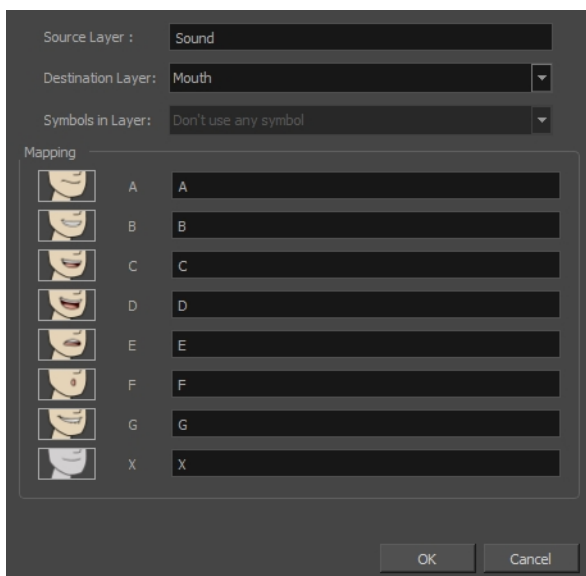 Source Layer : Sound
Destination Layer: Mouth
Symbols in Layer: Don't use any symbol
Mapping
A A
B B
C C
D D
E E
F F
G G
X X
OK Cancel